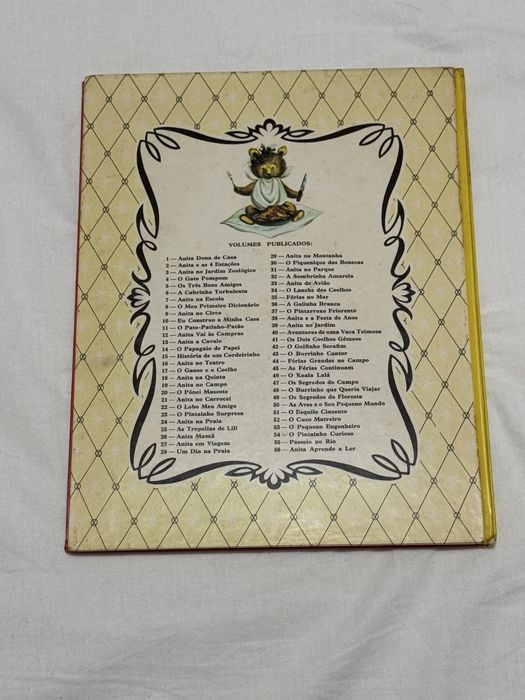 VOLUMES PUBLICADOS:
1 — Anita Dona de Casa
2 — Anita e as 4 Estações
3 — Anita no Jardim Zoológico
4 — O Gato Pompom
5 — Os Três Bons Amigos
6 — A Cabrinha Turbulenta
7 — Anita na Escola
8 — O Meu Primeiro Dicionário
9 — Anita no Circo
10 — Eu Construo a Minha Casa
11 — O Pato-Patinho-Patão
12 — Anita Vai às Compras
13 — Anita a Cavalo
14 — O Papagaio de Papel
15 — História de um Cordeirinho
16 — Anita no Teatro
17 — O Ganso e o Coelho
18 — Anita na Quinta
19 — Anita no Campo
20 — O Pónei Mascote
21 — Anita no Carrocel
22 — O Lobo Meu Amigo
23 — O Pintainho Surpresa
24 — Anita na Praia
25 — As Tropelias de Lili
26 — Anita Mamã
27 — Anita em Viagem
28 — Um Dia na Praia
29 — Anita na Montanha
30 — O Piquenique das Bonecas
31 — Anita no Parque
32 — A Sombrinha Amarela
33 — Anita de Avião
34 — O Lanche dos Coelhos
35 — Férias no Mar
36 — A Galinha Branca
37 — O Pintarroxo Friorento
38 — Anita e a Festa de Anos
39 — Anita no Jardim
40 — Aventuras de uma Vaca Teimosa
41 — Os Dois Coelhos Gémeos
42 — O Golfinho Serafim
43 — O Burrinho Cantor
44 — Férias Grandes no Campo
45 — As Férias Continuam
46 — O Koala Lalá
47 — Os Segredos do Campo
48 — O Burrinho que Queria Viajar
49 — Os Segredos da Floresta
50 — As Aves e o Seu Pequeno Mundo
51 — O Esquilo Cinzento
52 — O Cuco Matreiro
53 — O Pequeno Engenheiro
54 — O Pintainho Curioso
55 — Passeio no Rio
56 — Anita Aprende a Ler